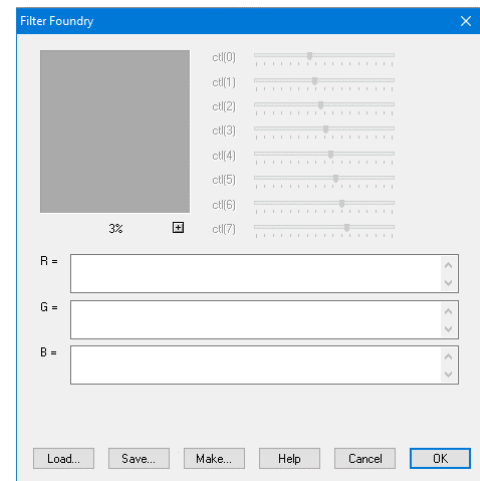 Filter Foundry
ctl(0)
ctl(1)
ctl(2)
ctl(3)
ctl(4)
ctl(5)
ctl(6)
ctl(7)
3%
R =
G =
B =
Load... Save... Make... Help Cancel OK